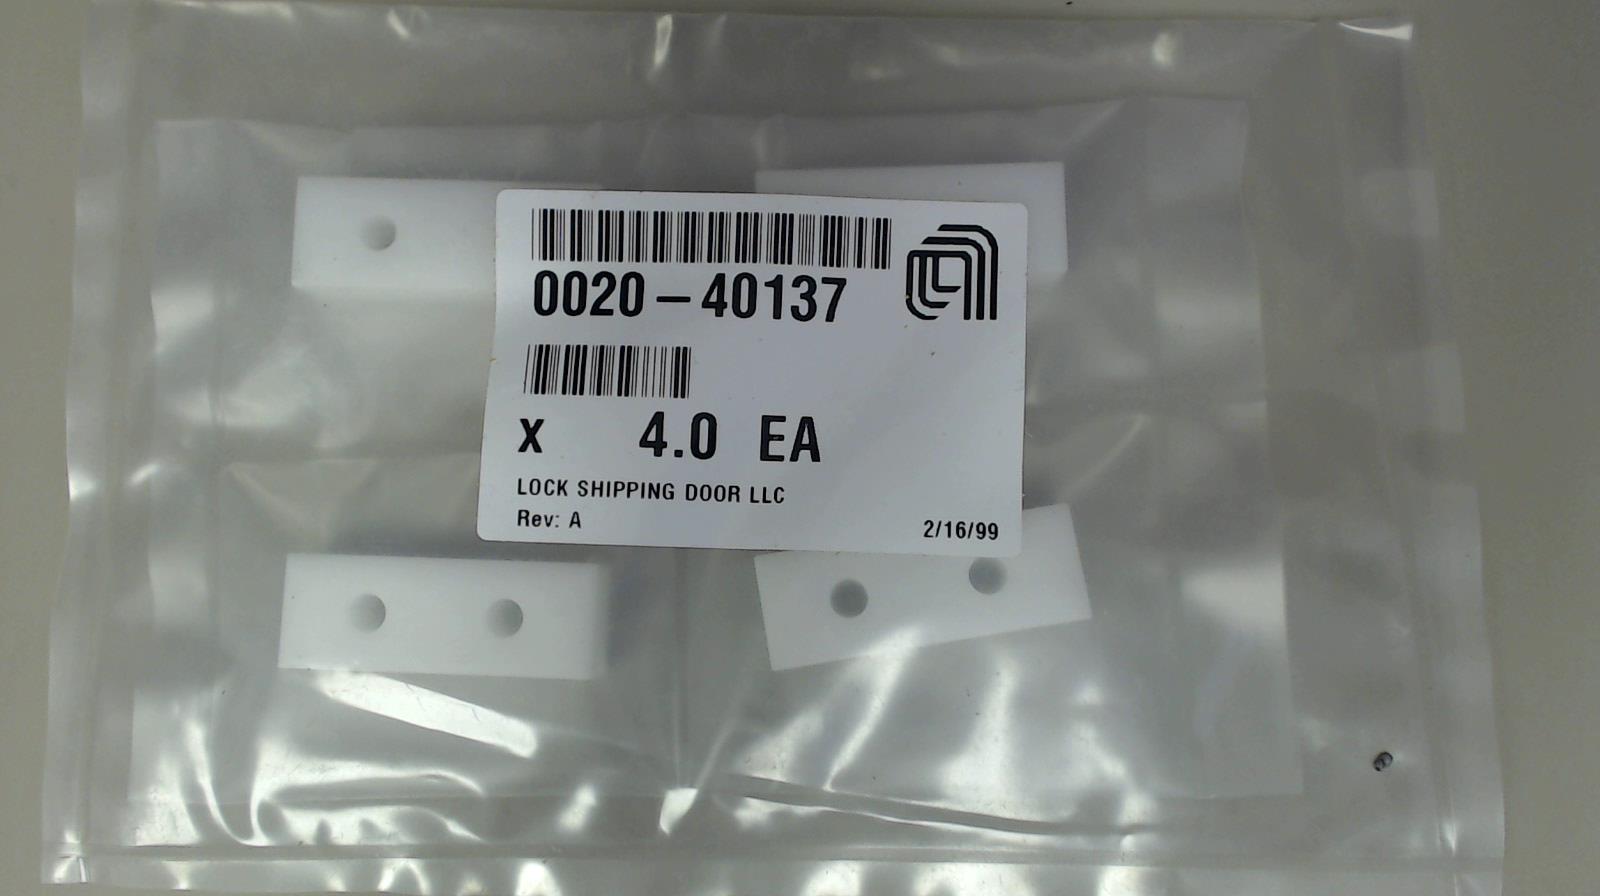 0020-40137
X 4.0 EA
LOCK SHIPPING DOOR LLC
Rev: A 2/16/99